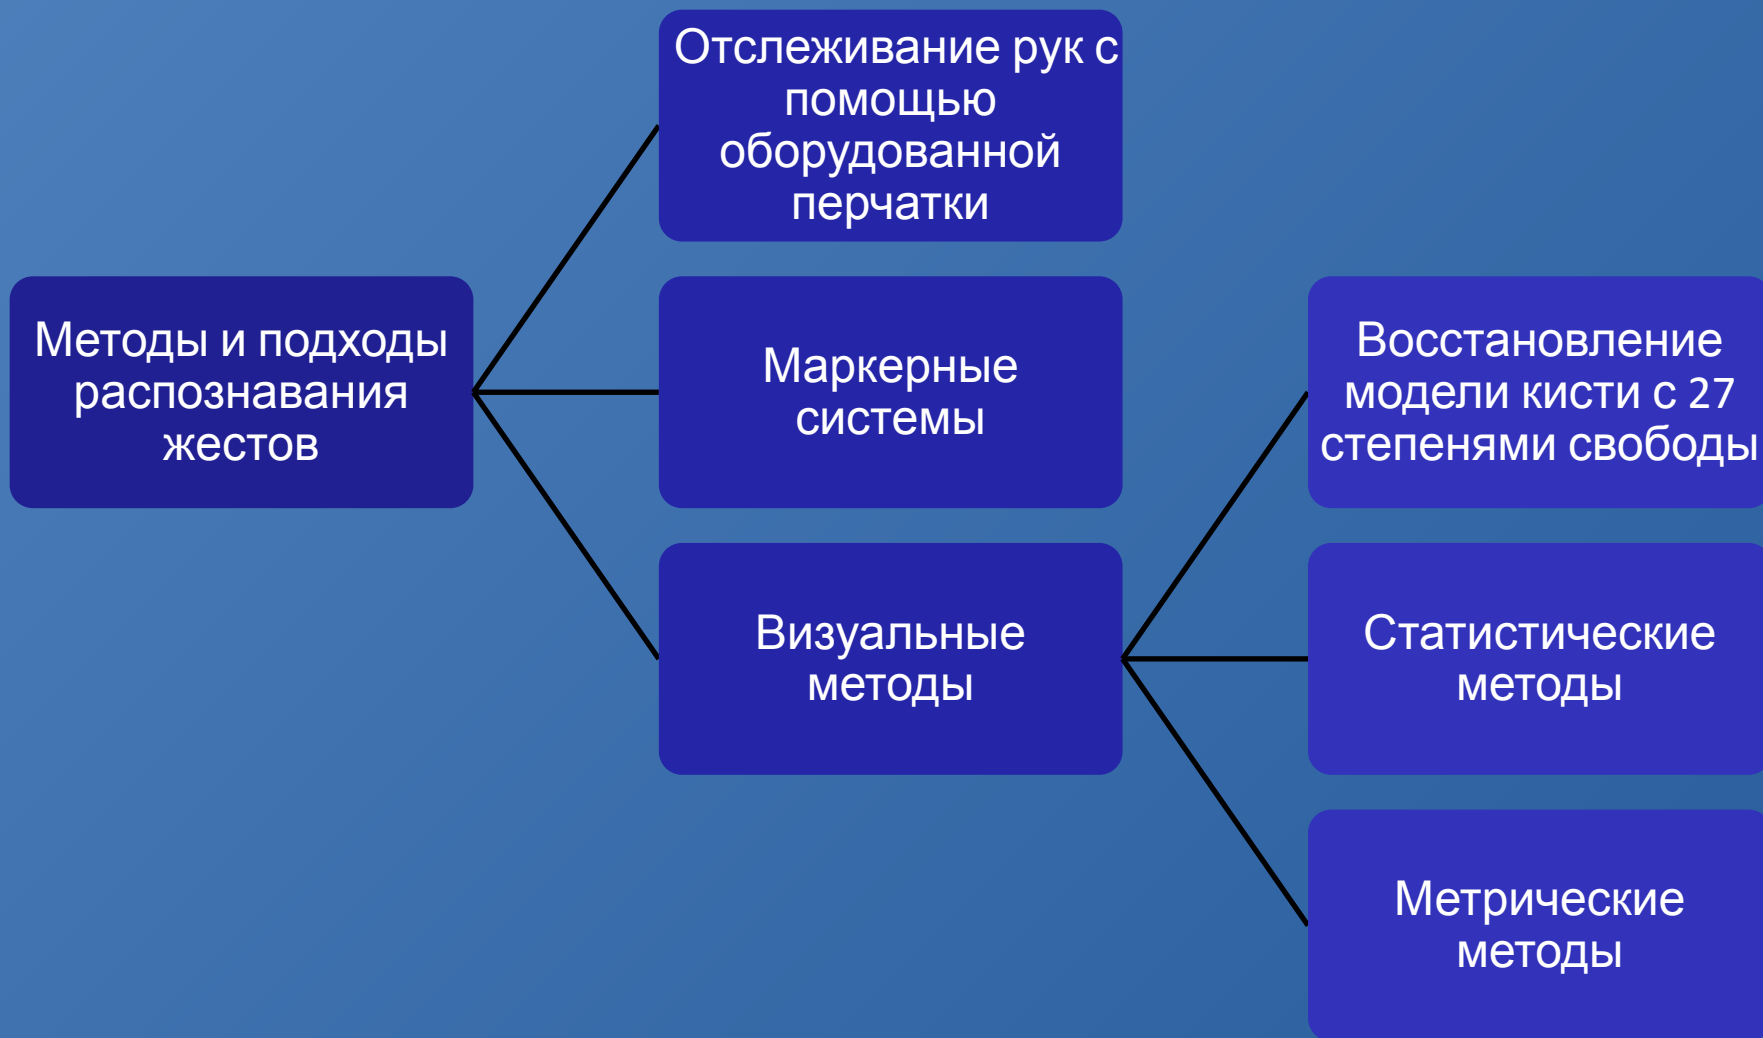 Отслеживание рук с
помощью
оборудованной
перчатки
Методы и подходы
распознавания
жестов
Маркерные
системы
Визуальные
методы
Восстановление
модели кисти с 27
степенями свободы
Статистические
методы
Метрические
методы